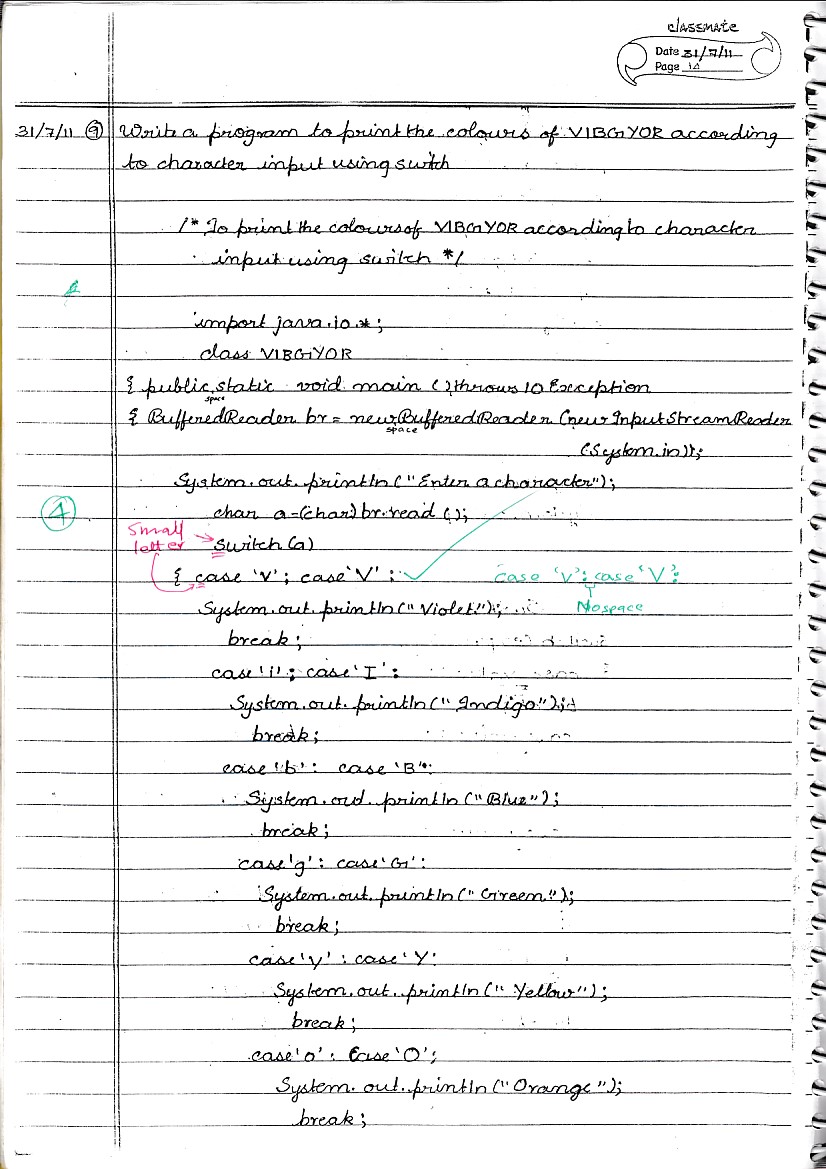 classmate
Date 31/7/11
Page 14
31/7/11 9 Write a program to print the colours of VIBGYOR according
to character input using switch
/* To print the colours of VIBGYOR according to character
input using switch */
import java.io.*;
class VIBGYOR
{ public static void main ( ) throws IOException
space
{ BufferedReader br = new BufferedReader (new InputStreamReader
space
(System.in));
System.out.println("Enter a character");
4
char a=(char)br.read();
small
letter
Switch(a)
{ case 'v'; case 'V' :
case 'v': case 'V':
No space
System.out.println("Violet");
break;
case 'i'; case 'I' :
System.out.println("Indigo");
break;
case 'b': case 'B':
System.out.println("Blue");
break;
case 'g': case 'G':
System.out.println("Green");
break;
case 'y': case 'Y:
System.out.println("Yellow");
break;
case 'o': case 'O';
System.out.println("Orange");
break;